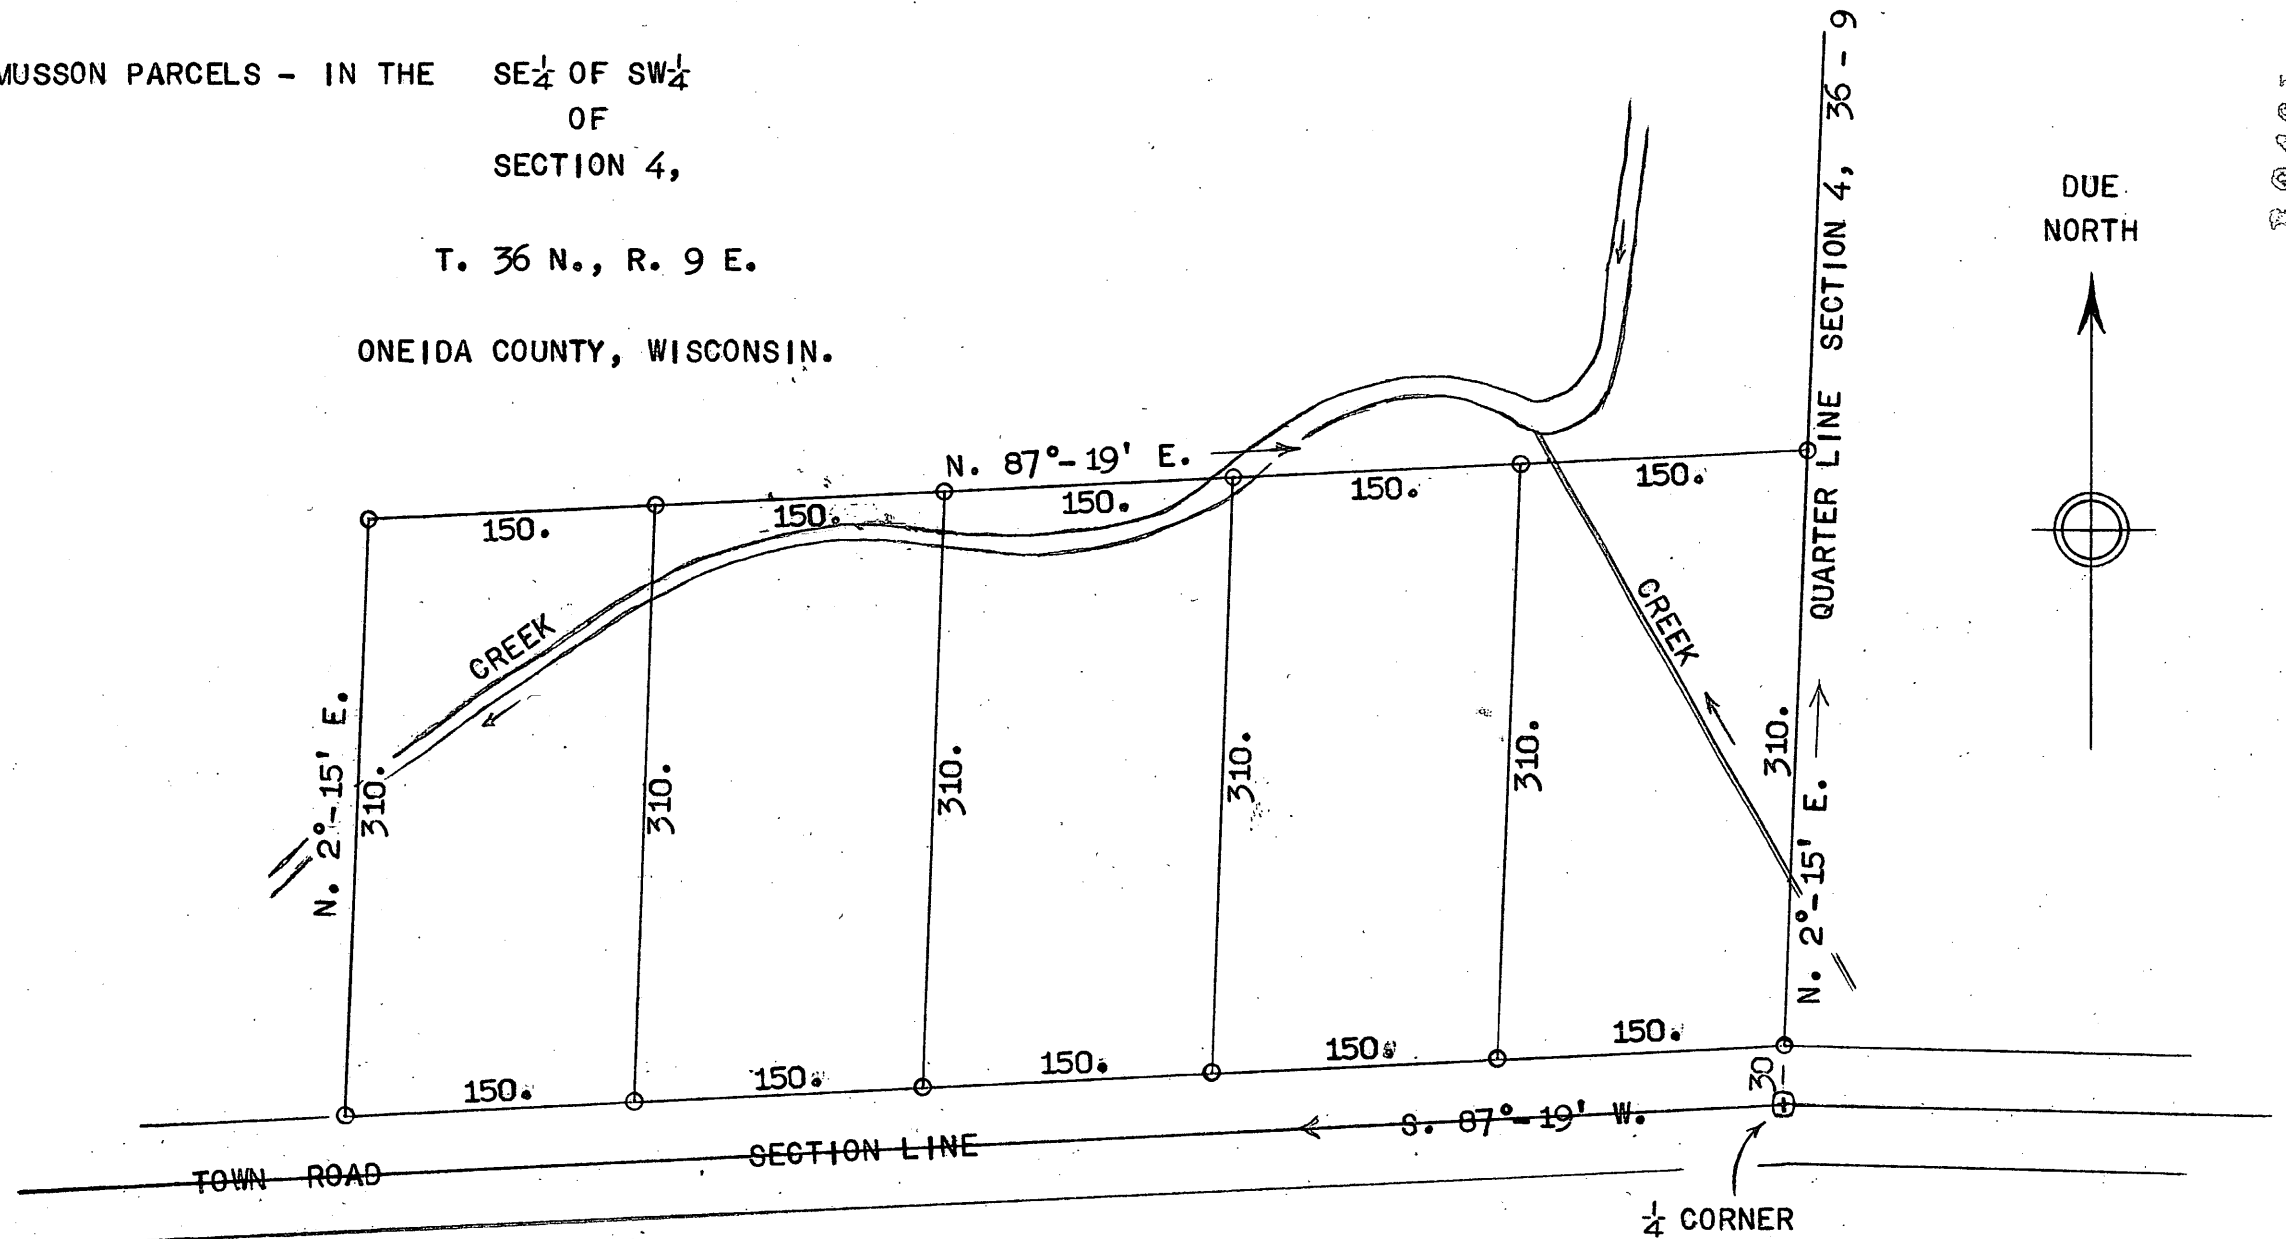 MUSSON PARCELS - IN THE SE¼ OF SW¼
OF
SECTION 4,
T. 36 N., R. 9 E.
ONEIDA COUNTY, WISCONSIN.
QUARTER LINE SECTION 4, 36 - 9
DUE
NORTH
N. 87°-19' E.
150.
150.
150.
150.
150.
CREEK
CREEK
N. 2°-15' E.
310.
310.
310.
310.
310.
310.
N. 2°-15' E.
150.
150.
150.
150.
150.
30
S. 87°-19' W.
SECTION LINE
TOWN ROAD
¼ CORNER